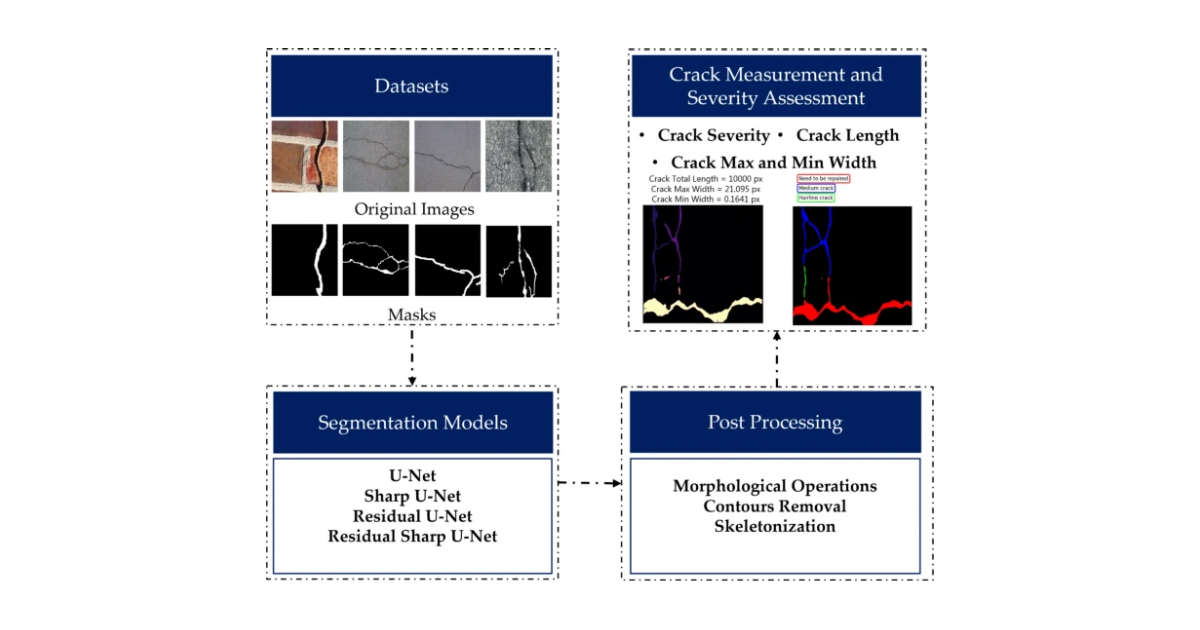 Datasets
Original Images
Masks
Segmentation Models
U-Net
Sharp U-Net
Residual U-Net
Residual Sharp U-Net
Post Processing
Morphological Operations
Contours Removal
Skeletonization
Crack Measurement and
Severity Assessment
• Crack Severity • Crack Length
• Crack Max and Min Width
Crack Total Length = 10000 px
Crack Max Width = 21.095 px
Crack Min Width = 0.1641 px
Need to be repaired
Medium crack
Hairline crack